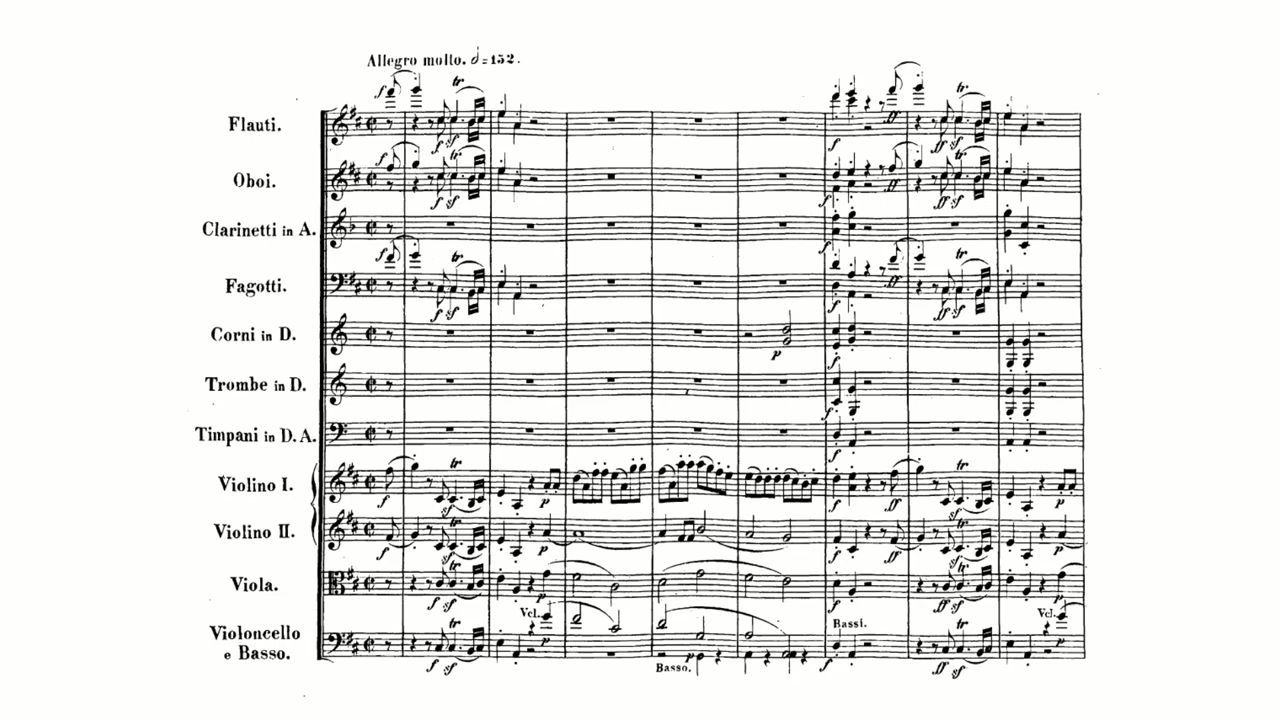 Allegro molto. 𝅗𝅥=152.
Flauti.
Oboi.
Clarinetti in A.
Fagotti.
Corni in D.
Trombe in D.
Timpani in D.A.
Violino I.
Violino II.
Viola.
Vcl.
Vcl.
Bassi.
Violoncello
e Basso.
Basso.